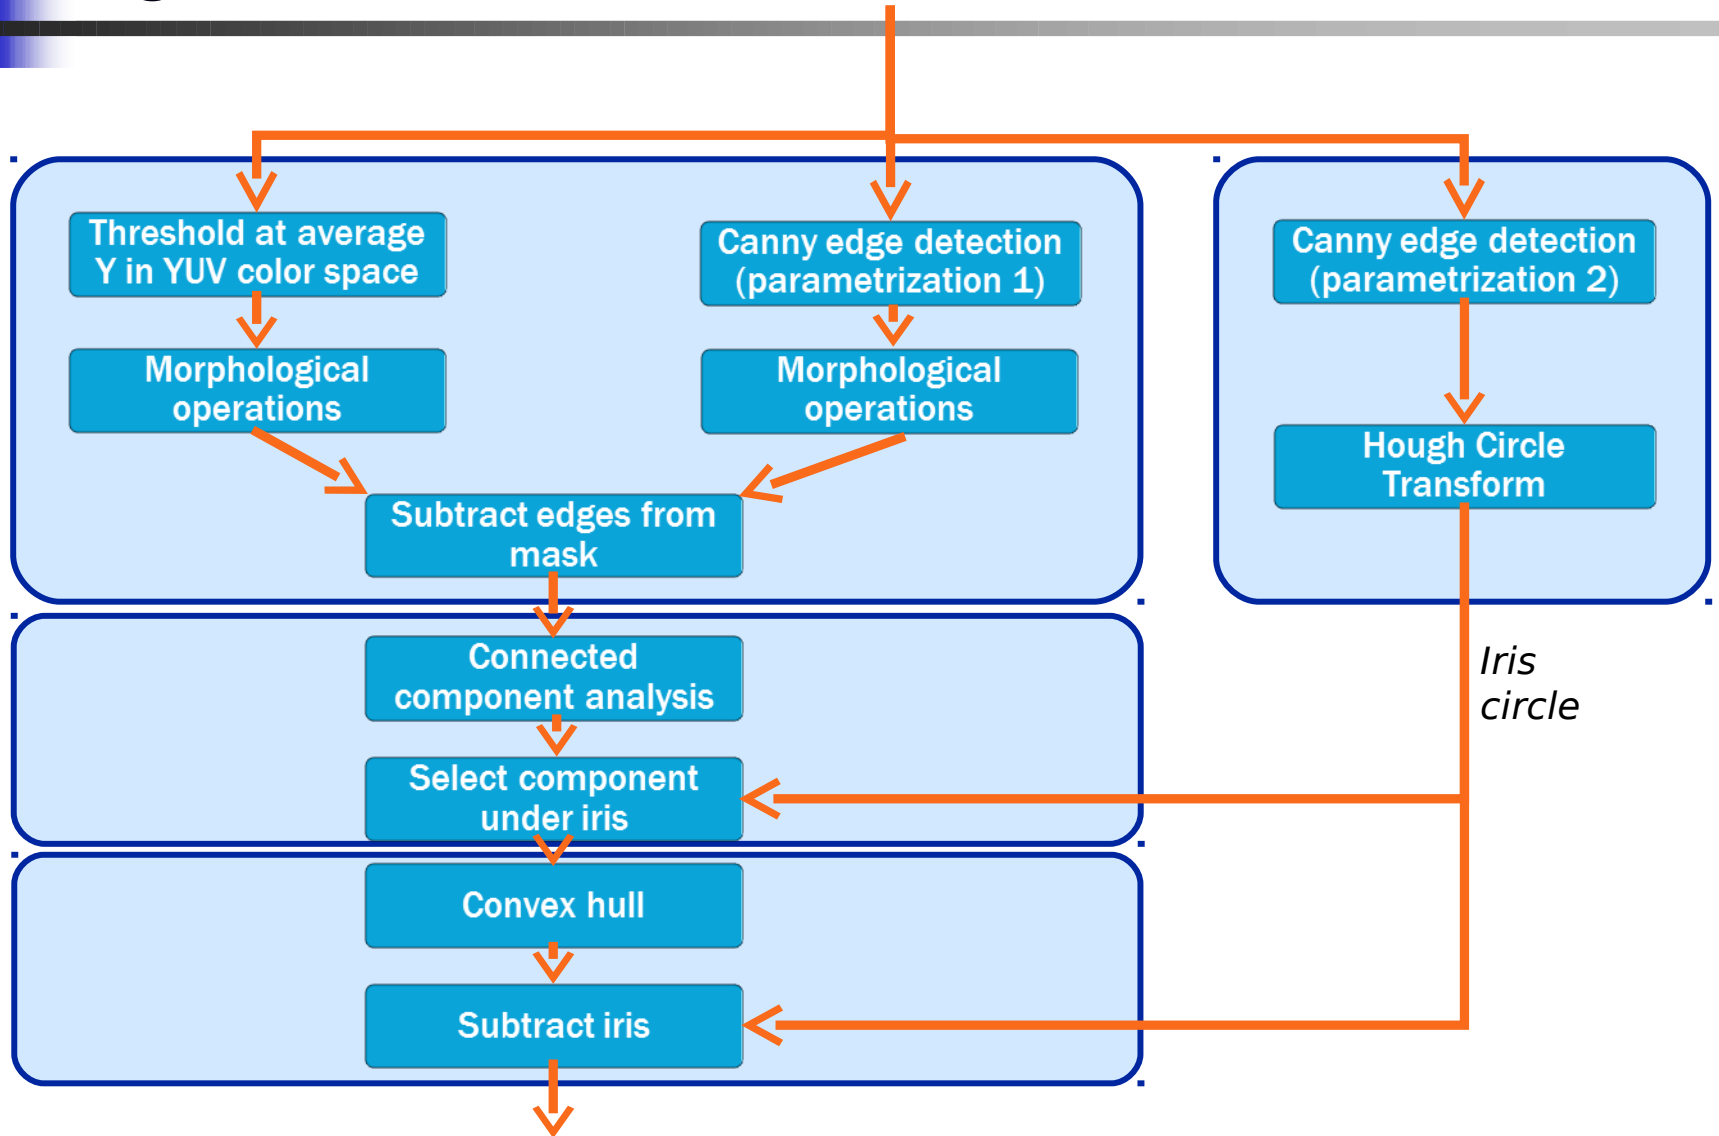 Threshold at average
Y in YUV color space
Canny edge detection
(parametrization 1)
Canny edge detection
(parametrization 2)
Morphological
operations
Morphological
operations
Hough Circle
Transform
Subtract edges from
mask
Connected
component analysis
Iris
circle
Select component
under iris
Convex hull
Subtract iris